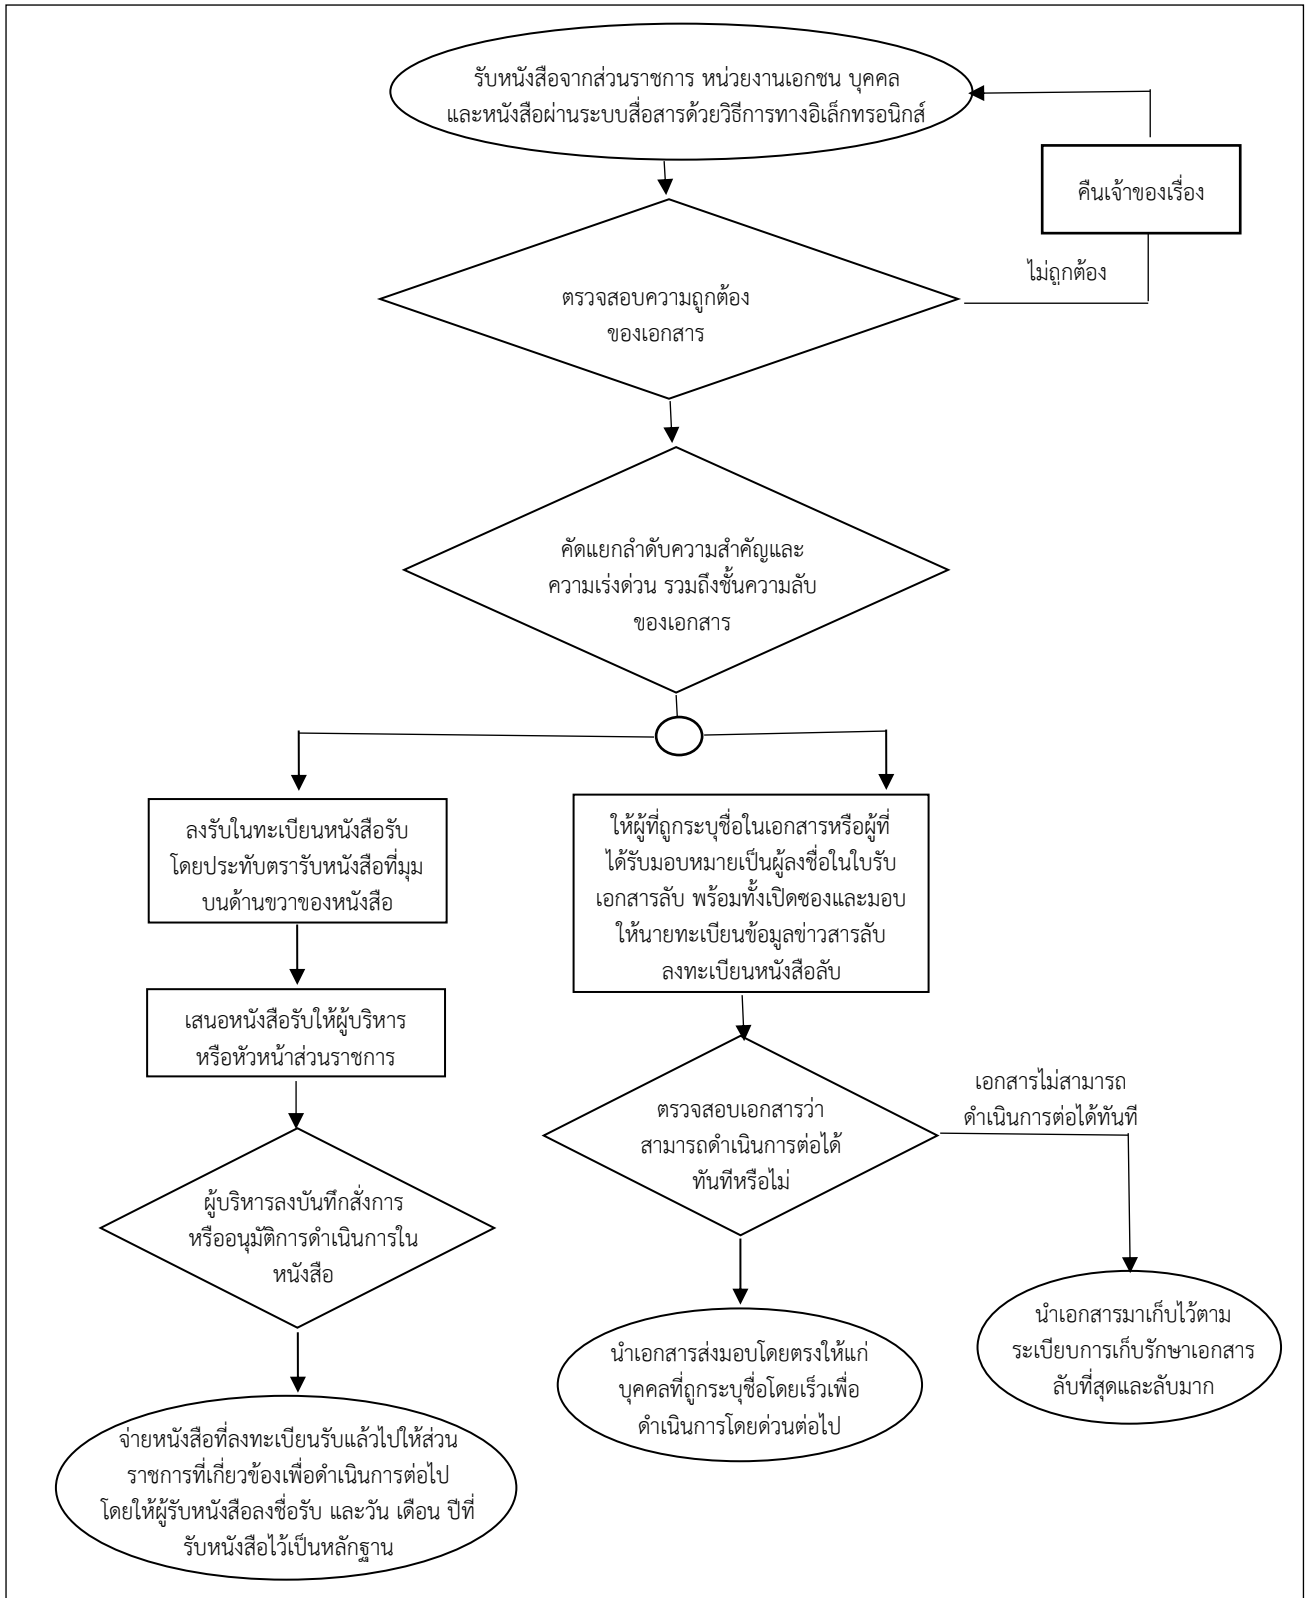 รับหนังสือจากส่วนราชการ หน่วยงานเอกชน บุคคล
และหนังสือผ่านระบบสื่อสารด้วยวิธีการทางอิเล็กทรอนิกส์
คืนเจ้าของเรื่อง
ไม่ถูกต้อง
ตรวจสอบความถูกต้อง
ของเอกสาร
คัดแยกลำดับความสำคัญและ
ความเร่งด่วน รวมถึงชั้นความลับ
ของเอกสาร
ลงรับในทะเบียนหนังสือรับ
โดยประทับตรารับหนังสือที่มุม
บนด้านขวาของหนังสือ
ให้ผู้ที่ถูกระบุชื่อในเอกสารหรือผู้ที่
ได้รับมอบหมายเป็นผู้ลงชื่อในใบรับ
เอกสารลับ พร้อมทั้งเปิดซองและมอบ
ให้นายทะเบียนข้อมูลข่าวสารลับ
ลงทะเบียนหนังสือลับ
เสนอหนังสือรับให้ผู้บริหาร
หรือหัวหน้าส่วนราชการ
ตรวจสอบเอกสารว่า
สามารถดำเนินการต่อได้
ทันทีหรือไม่
เอกสารไม่สามารถ
ดำเนินการต่อได้ทันที
ผู้บริหารลงบันทึกสั่งการ
หรืออนุมัติการดำเนินการใน
หนังสือ
นำเอกสารส่งมอบโดยตรงให้แก่
บุคคลที่ถูกระบุชื่อโดยเร็วเพื่อ
ดำเนินการโดยด่วนต่อไป
นำเอกสารมาเก็บไว้ตาม
ระเบียบการเก็บรักษาเอกสาร
ลับที่สุดและลับมาก
จ่ายหนังสือที่ลงทะเบียนรับแล้วไปให้ส่วน
ราชการที่เกี่ยวข้องเพื่อดำเนินการต่อไป
โดยให้ผู้รับหนังสือลงชื่อรับ และวัน เดือน ปีที่
รับหนังสือไว้เป็นหลักฐาน